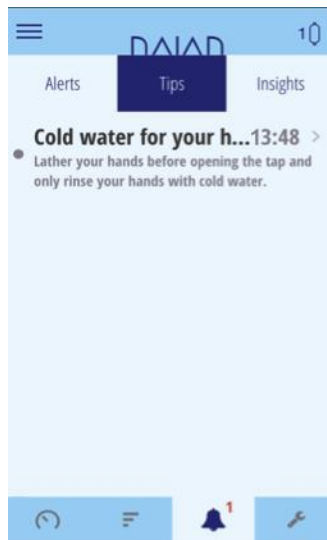 DAIAD
1
Alerts Tips Insights
Cold water for your h...13:48
Lather your hands before opening the tap and
only rinse your hands with cold water.
1